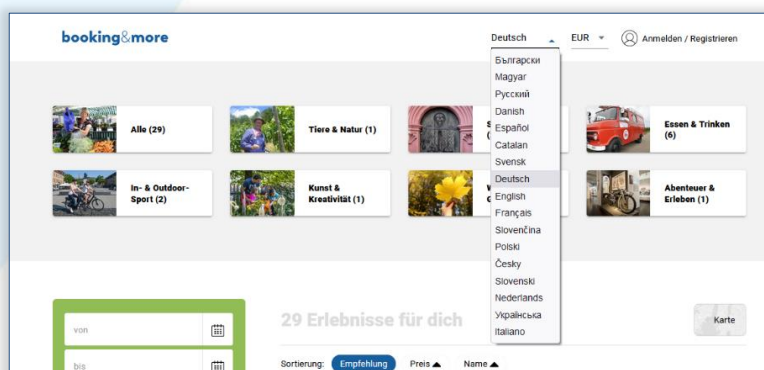 booking&more
Deutsch
EUR
Anmelden / Registrieren
Български
Magyar
Русский
Danish
Español
Catalan
Svensk
Deutsch
English
Français
Slovenčina
Polski
Česky
Slovenski
Nederlands
Українська
Italiano
Alle (29)
Tiere & Natur (1)
Essen & Trinken
(6)
In- & Outdoor-
Sport (2)
Kunst &
Kreativität (1)
Abenteuer &
Erleben (1)
von
bis
29 Erlebnisse für dich
Karte
Sortierung: Empfehlung Preis Name